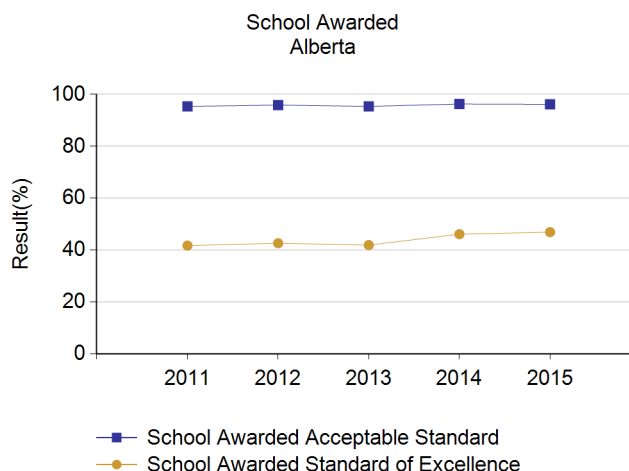 School Awarded
Alberta
Result(%)
100
80
60
40
20
0
2011 2012 2013 2014 2015
School Awarded Acceptable Standard
School Awarded Standard of Excellence